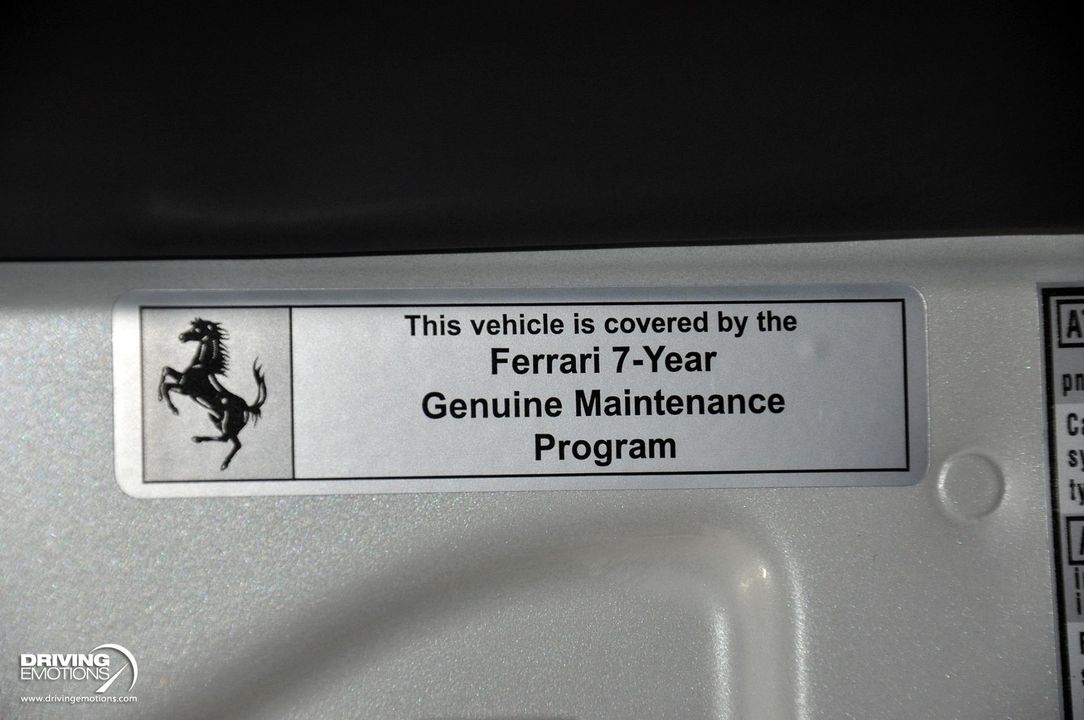 This vehicle is covered by the
Ferrari 7-Year
Genuine Maintenance
Program
DRIVING
EMOTIONS
www.drivingemotions.com